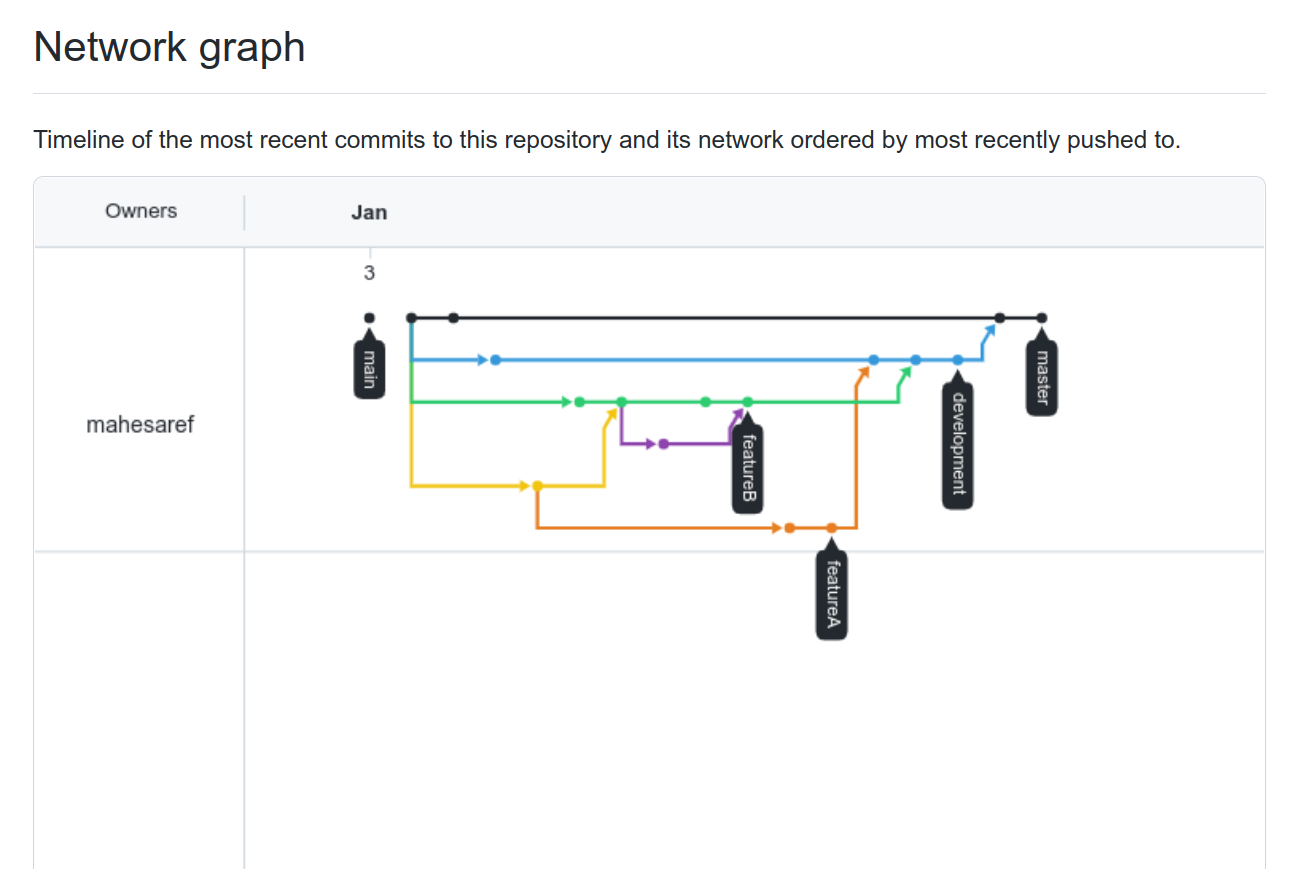 Network graph
Timeline of the most recent commits to this repository and its network ordered by most recently pushed to.
Owners
Jan
3
mahesaref
main
master
development
featureB
featureA